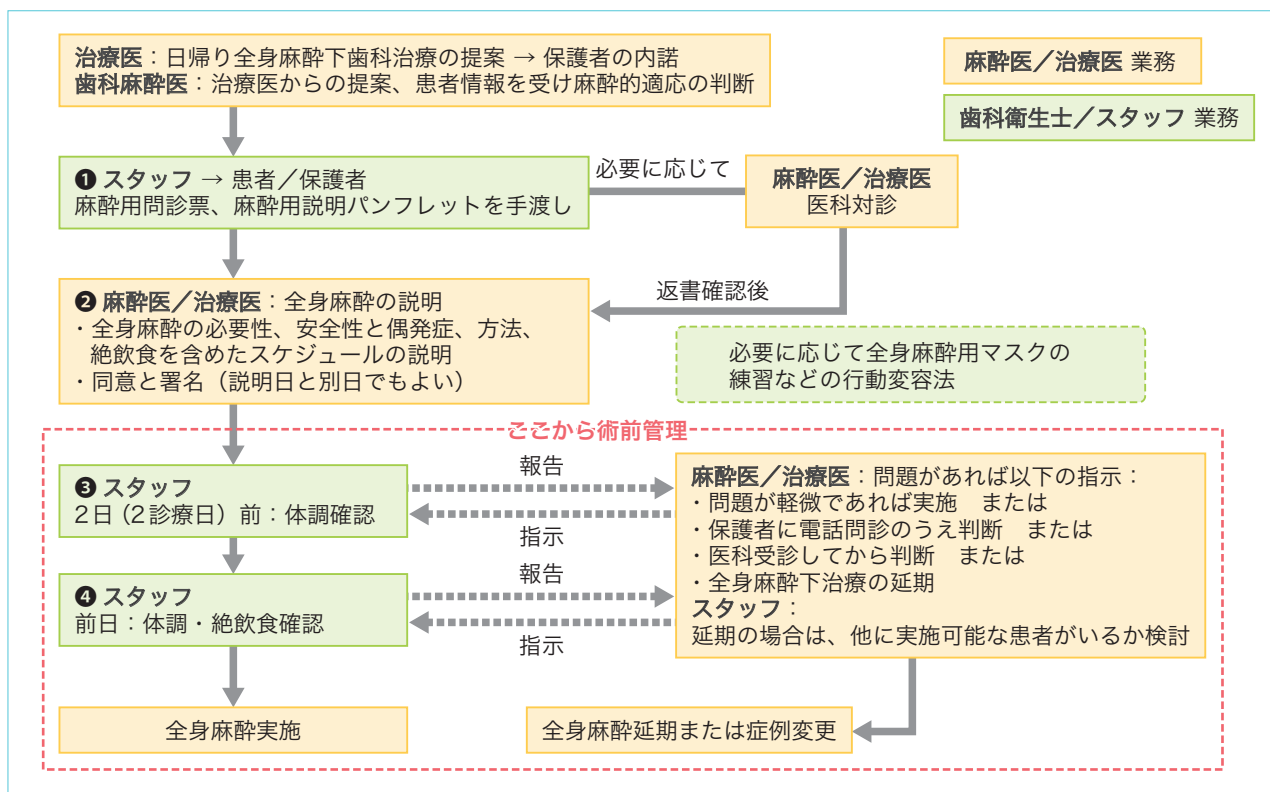 治療医：日帰り全身麻酔下歯科治療の提案 → 保護者の内諾
歯科麻酔医：治療医からの提案、患者情報を受け麻酔的適応の判断
麻酔医／治療医 業務
歯科衛生士／スタッフ 業務
❶ スタッフ → 患者／保護者
麻酔用問診票、麻酔用説明パンフレットを手渡し
必要に応じて
麻酔医／治療医
医科対診
返書確認後
❷ 麻酔医／治療医：全身麻酔の説明
・全身麻酔の必要性、安全性と偶発症、方法、
絶飲食を含めたスケジュールの説明
・同意と署名（説明日と別日でもよい）
必要に応じて全身麻酔用マスクの
練習などの行動変容法
ここから術前管理
❸ スタッフ
2日（2診療日）前：体調確認
報告
指示
❹ スタッフ
前日：体調・絶飲食確認
報告
指示
麻酔医／治療医：問題があれば以下の指示：
・問題が軽微であれば実施　または
・保護者に電話問診のうえ判断　または
・医科受診してから判断　または
・全身麻酔下治療の延期
スタッフ：
延期の場合は、他に実施可能な患者がいるか検討
全身麻酔実施
全身麻酔延期または症例変更